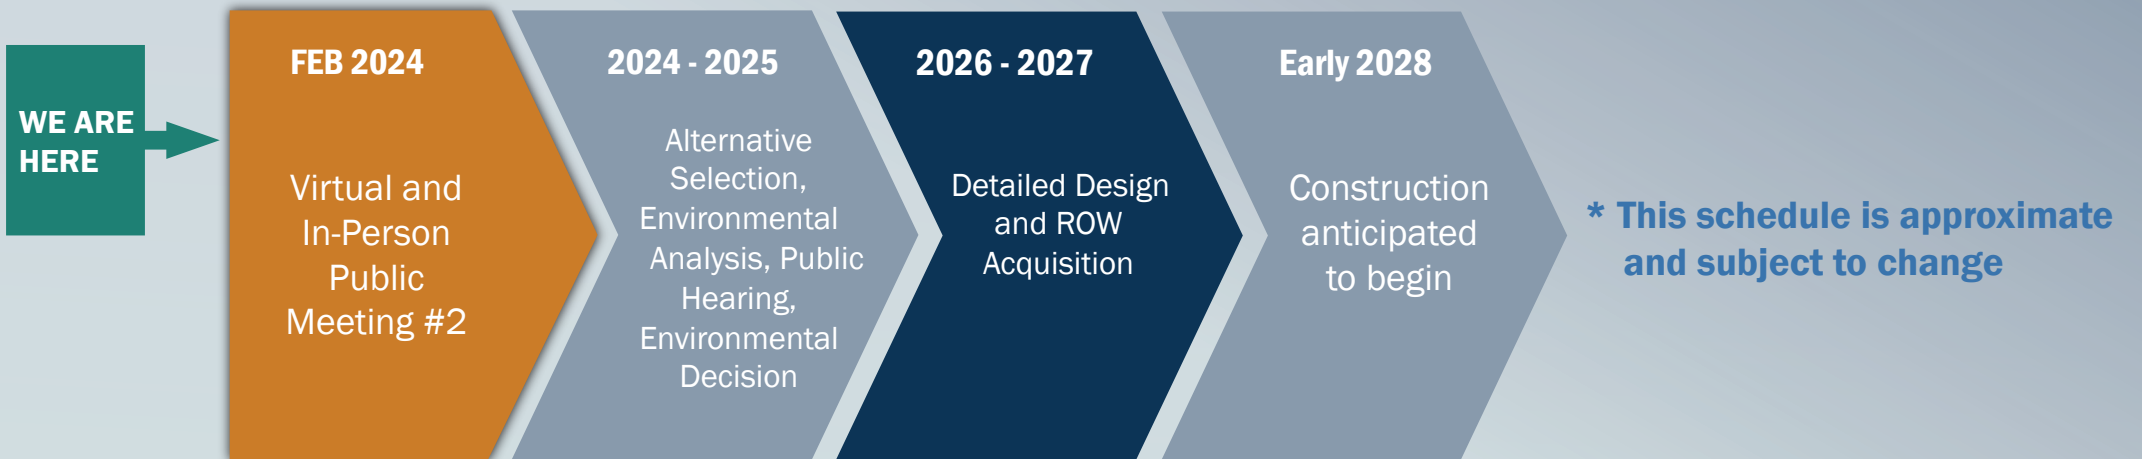 WE ARE
HERE
FEB 2024
Virtual and
In-Person
Public
Meeting #2
2024 - 2025
Alternative
Selection,
Environmental
Analysis, Public
Hearing,
Environmental
Decision
2026 - 2027
Detailed Design
and ROW
Acquisition
Early 2028
Construction
anticipated
to begin
* This schedule is approximate
and subject to change